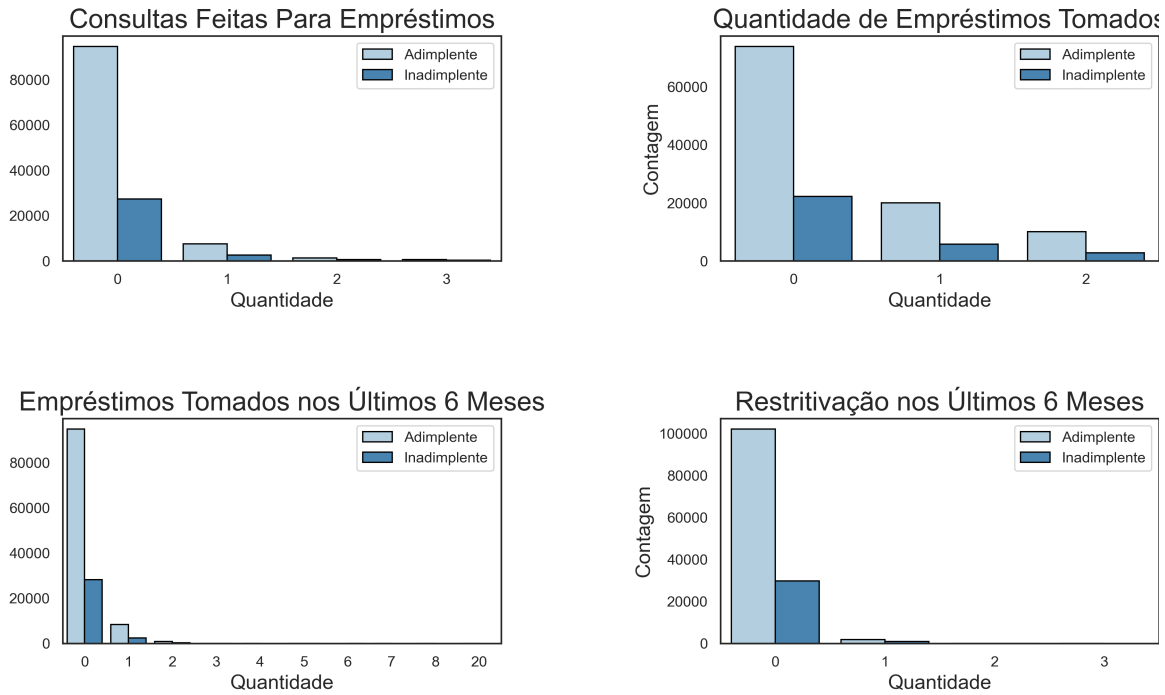 Consultas Feitas Para Empréstimos
Adimplente
Inadimplente
80000
60000
40000
20000
0
0 1 2 3
Quantidade
Quantidade de Empréstimos Tomados
Adimplente
Inadimplente
Contagem
60000
40000
20000
0
0 1 2
Quantidade
Empréstimos Tomados nos Últimos 6 Meses
Adimplente
Inadimplente
80000
60000
40000
20000
0
0 1 2 3 4 5 6 7 8 20
Quantidade
Restritivação nos Últimos 6 Meses
Adimplente
Inadimplente
Contagem
100000
80000
60000
40000
20000
0
0 1 2 3
Quantidade